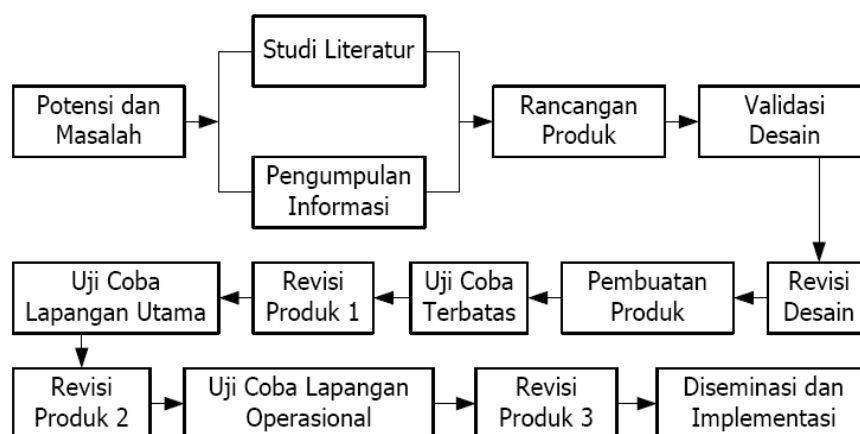 Studi Literatur
Potensi dan
Masalah
Pengumpulan
Informasi
Rancangan
Produk
Validasi
Desain
Revisi
Desain
Pembuatan
Produk
Uji Coba
Terbatas
Revisi
Produk 1
Uji Coba
Lapangan Utama
Revisi
Produk 2
Uji Coba Lapangan
Operasional
Revisi
Produk 3
Diseminasi dan
Implementasi